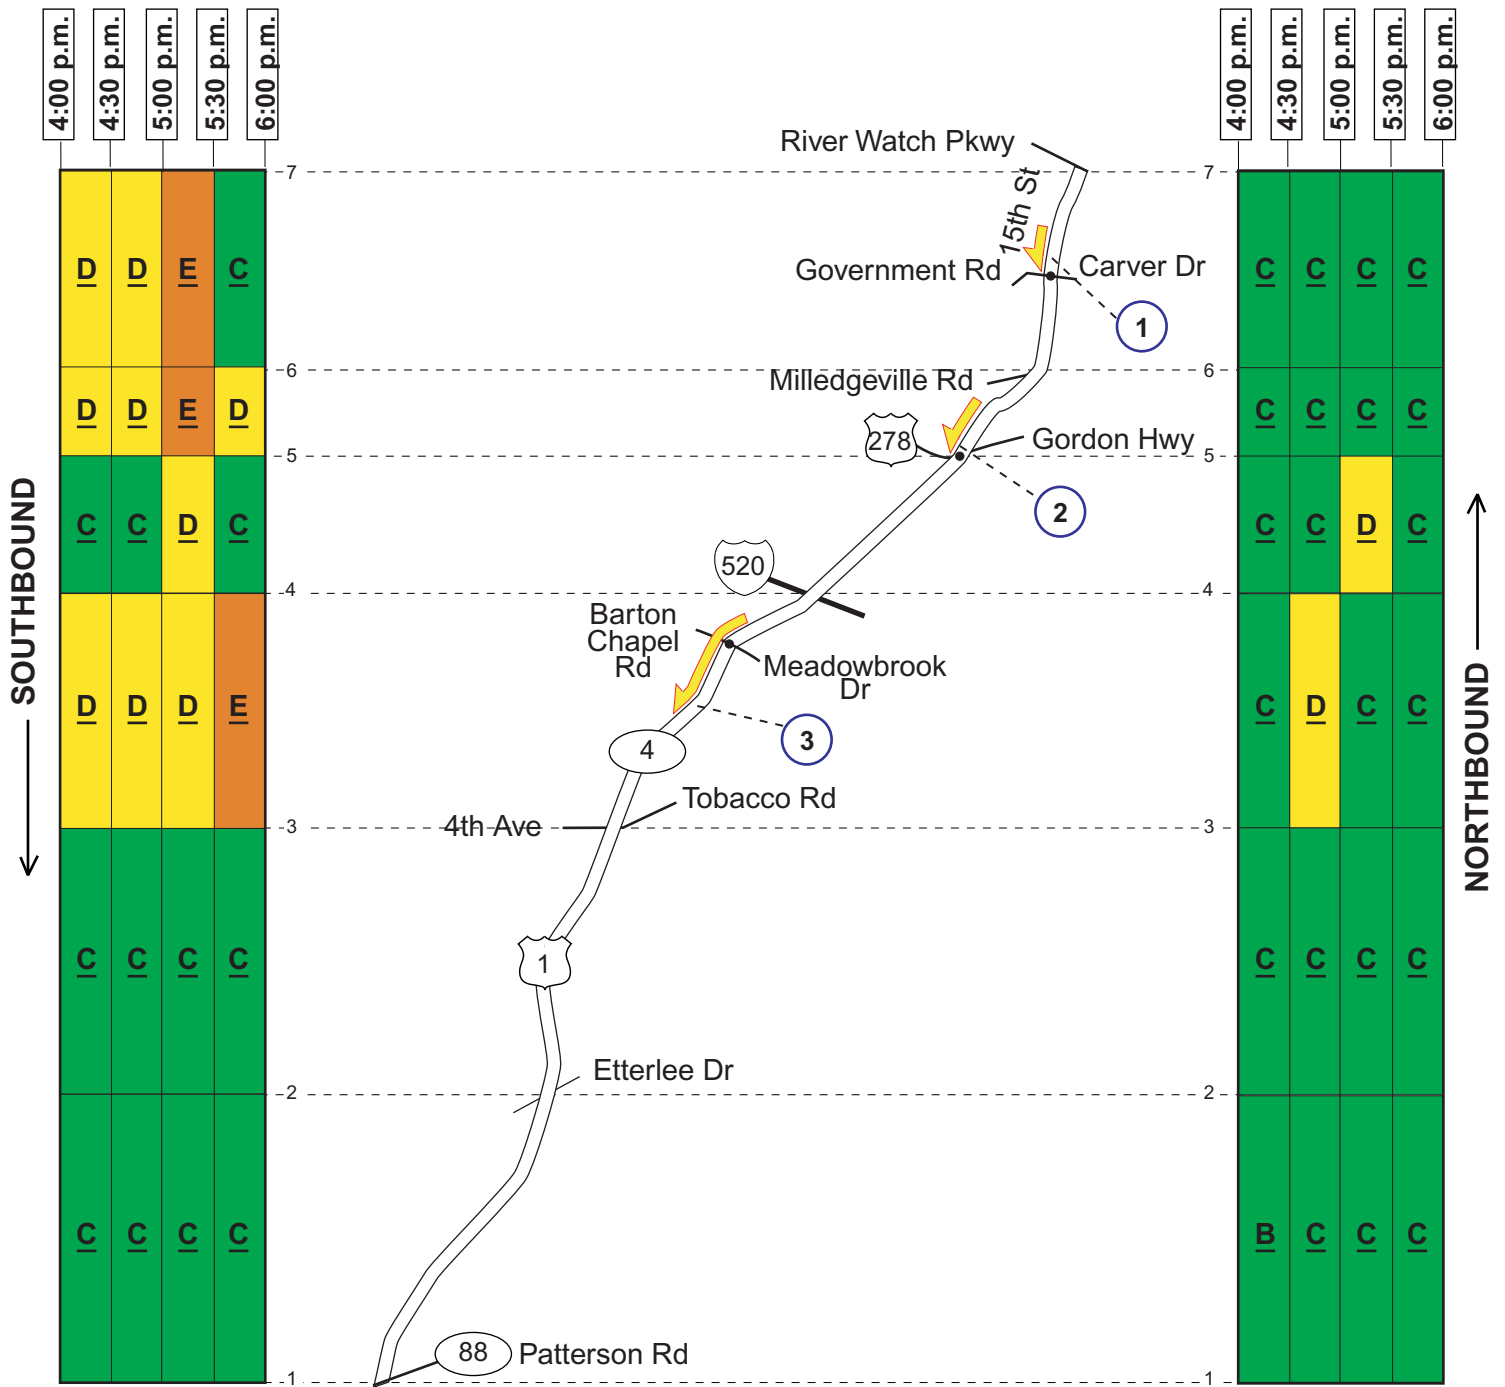 4:00 p.m.
4:30 p.m.
5:00 p.m.
5:30 p.m.
6:00 p.m.
4:00 p.m.
4:30 p.m.
5:00 p.m.
5:30 p.m.
6:00 p.m.
River Watch Pkwy
7
7
15th St
D D E C
Government Rd
Carver Dr
C C C C
1
6
6
Milledgeville Rd
D D E D
278
Gordon Hwy
C C C C
5
5
2
SOUTHBOUND
C C D C
C C D C
520
4
4
Barton
Chapel
Rd
Meadowbrook
Dr
D D D E
3
C D C C
NORTHBOUND
4
Tobacco Rd
3
4th Ave
3
C C C C
1
C C C C
Etterlee Dr
2
2
C C C C
B C C C
88
Patterson Rd
1
1